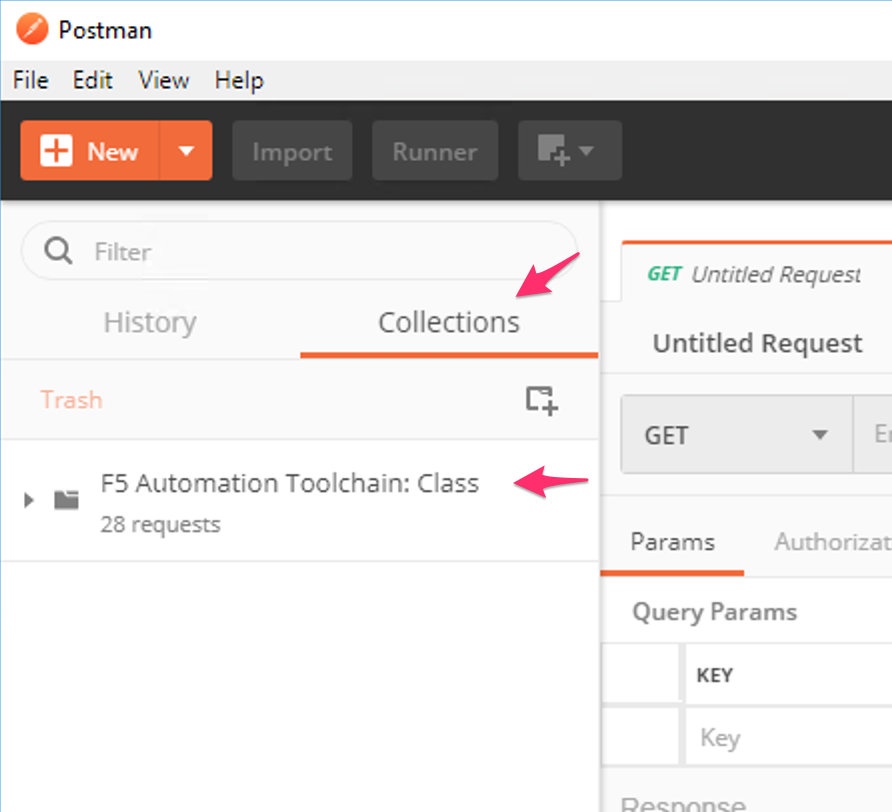 Postman
File Edit View Help
New Import Runner
Filter
History Collections
Trash
F5 Automation Toolchain: Class
28 requests
GET Untitled Request
Untitled Request
GET
Params
Query Params
KEY
Key
Response